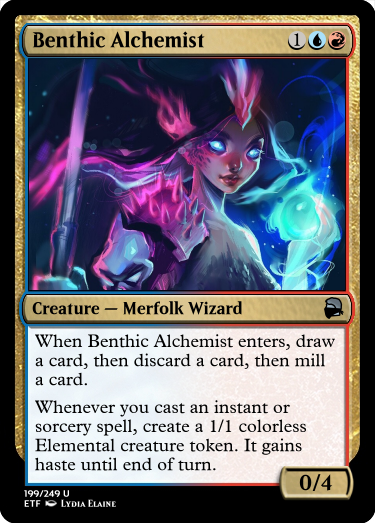 Benthic Alchemist 1
Creature — Merfolk Wizard
When Benthic Alchemist enters, draw
a card, then discard a card, then mill
a card.
Whenever you cast an instant or
sorcery spell, create a 1/1 colorless
Elemental creature token. It gains
haste until end of turn.
0/4
199/249 U
ETF Lydia Elaine